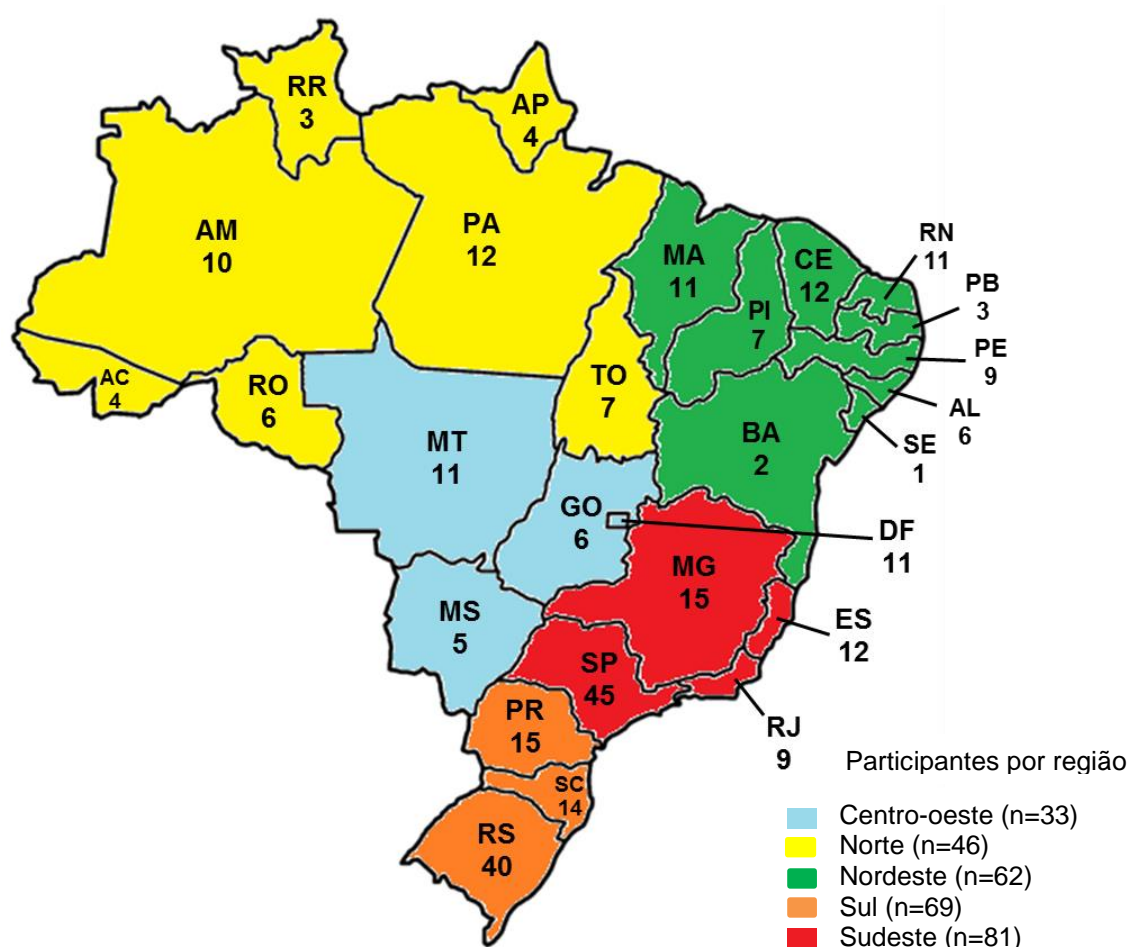 RR
3
AP
4
AM
10
PA
12
MA
11
CE
12
RN
11
PB
3
PI
7
PE
9
AC
4
RO
6
TO
7
AL
6
SE
1
BA
2
MT
11
GO
6
DF
11
MG
15
MS
5
ES
12
SP
45
RJ
9
PR
15
SC
14
RS
40
Participantes por região
Centro-oeste (n=33)
Norte (n=46)
Nordeste (n=62)
Sul (n=69)
Sudeste (n=81)